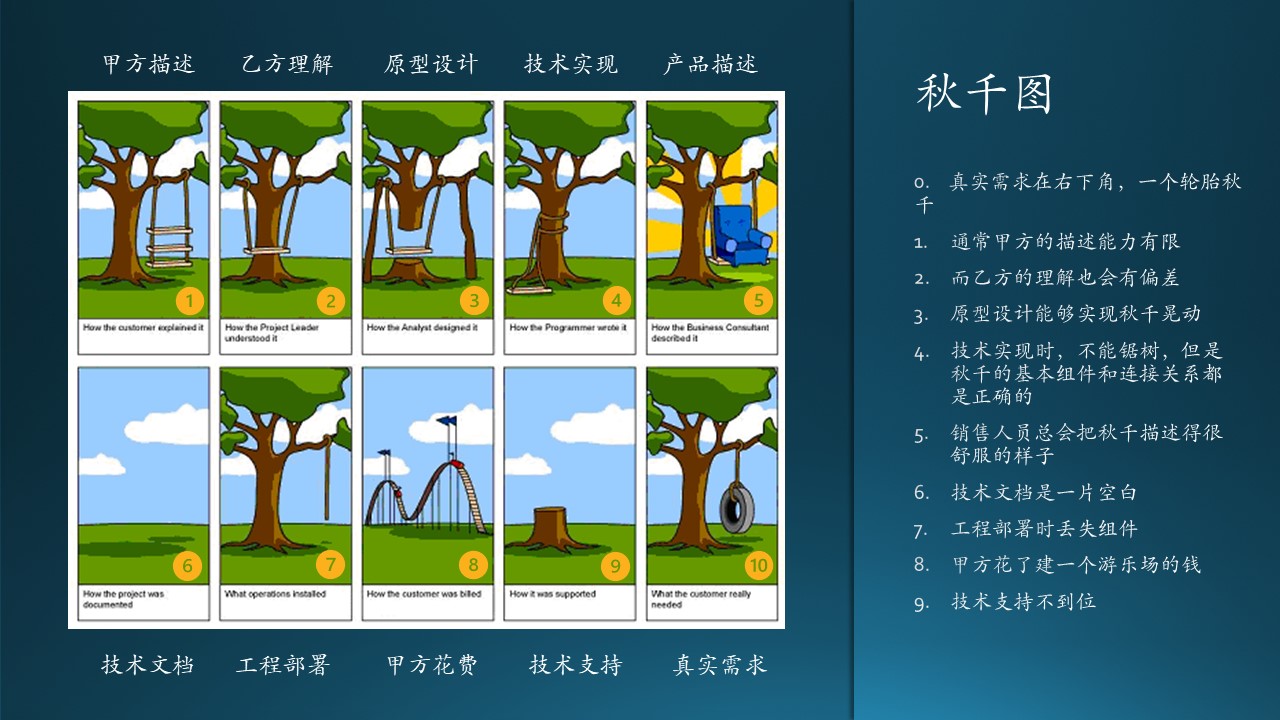 甲方描述 乙方理解 原型设计 技术实现 产品描述
1 2 3 4 5
How the customer explained it
How the Project Leader
understood it
How the Analyst designed it
How the Programmer wrote it
How the Business Consultant
described it
6 7 8 9 10
How the project was
documented
What operations installed
How the customer was billed
How it was supported
What the customer really
needed
技术文档 工程部署 甲方花费 技术支持 真实需求
秋千图
0. 真实需求在右下角，一个轮胎秋
千
1. 通常甲方的描述能力有限
2. 而乙方的理解也会有偏差
3. 原型设计能够实现秋千晃动
4. 技术实现时，不能锯树，但是
秋千的基本组件和连接关系都
是正确的
5. 销售人员总会把秋千描述得很
舒服的样子
6. 技术文档是一片空白
7. 工程部署时丢失组件
8. 甲方花了建一个游乐场的钱
9. 技术支持不到位